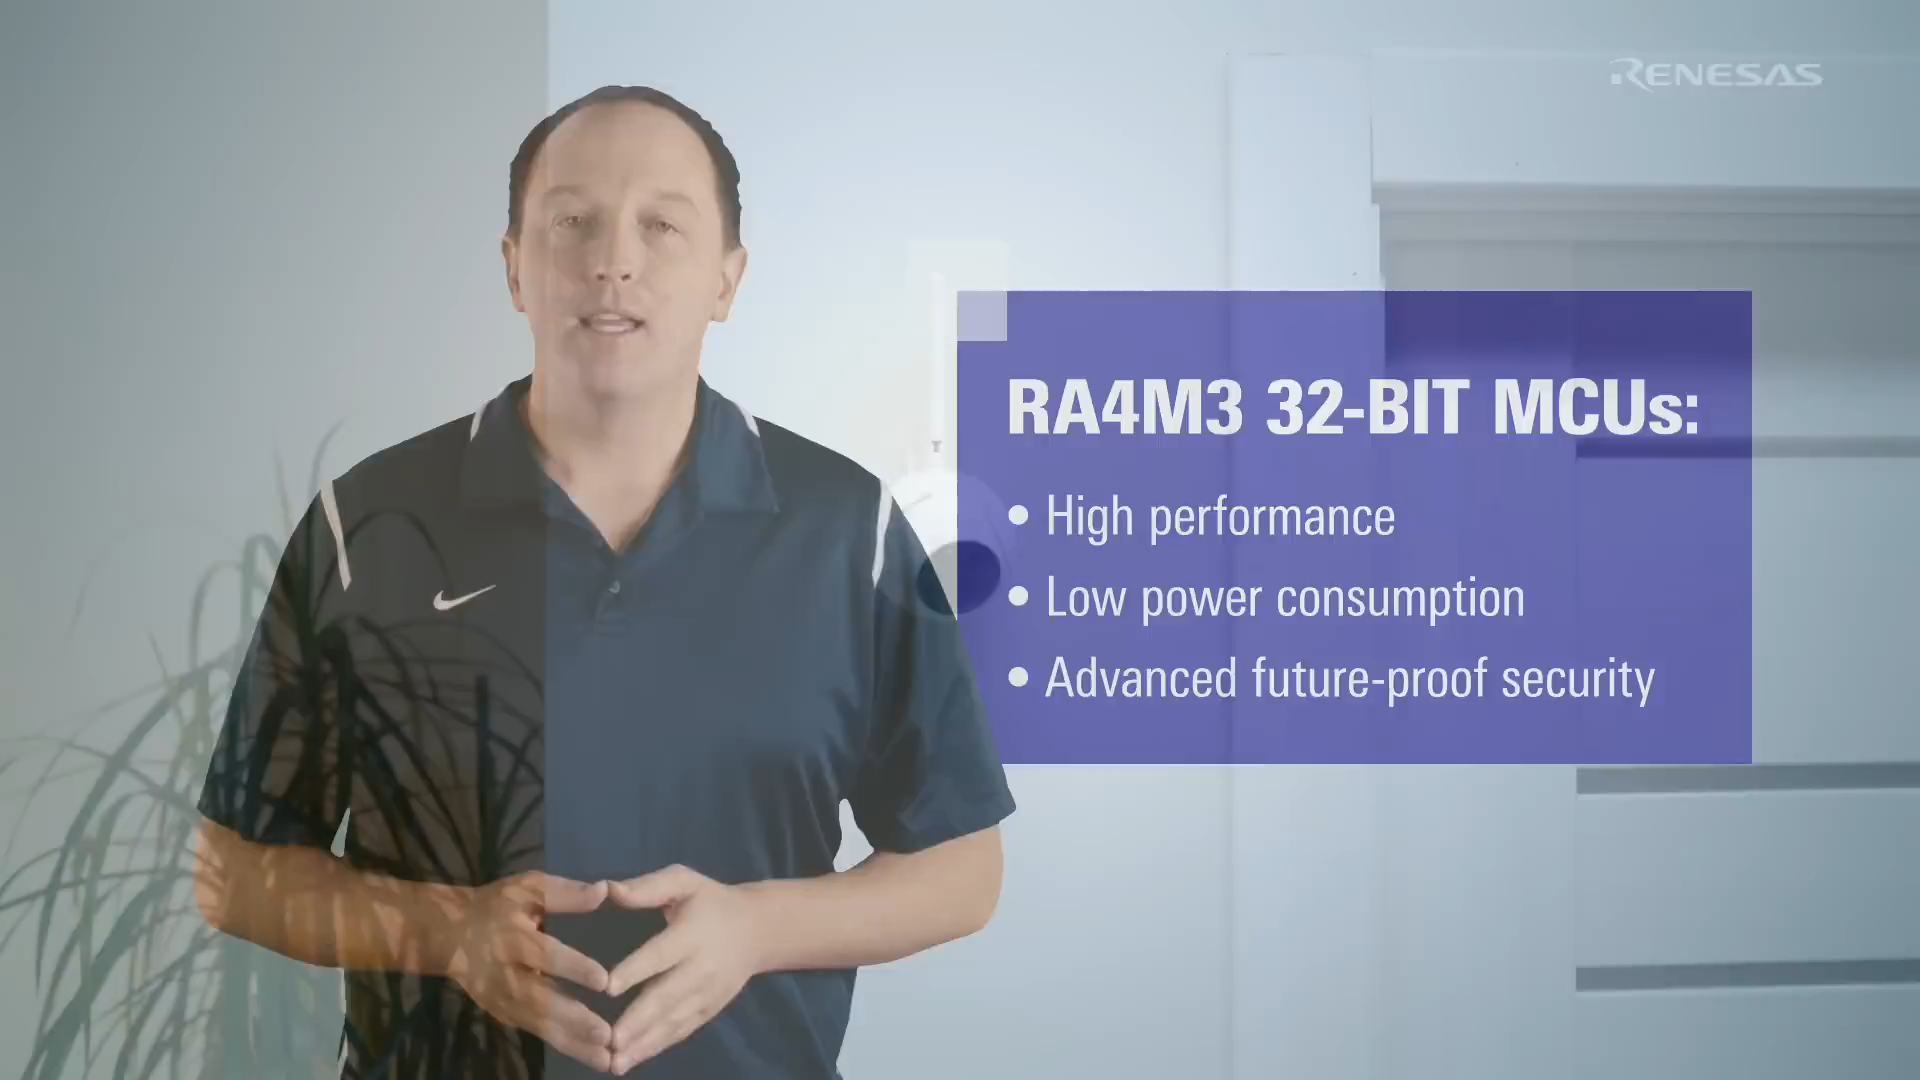 RENESAS
RA4M3 32-BIT MCUs:
• High performance
• Low power consumption
• Advanced future-proof security